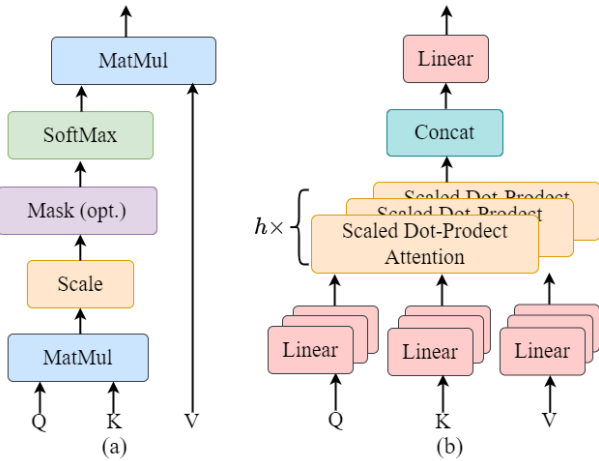 MatMul
SoftMax
Mask (opt.)
Scale
MatMul
Q K V
(a)
Linear
Concat
Scaled Dot-Prodect
Scaled Dot-Prodect
h× Scaled Dot-Prodect
Attention
Linear Linear Linear
Q K V
(b)